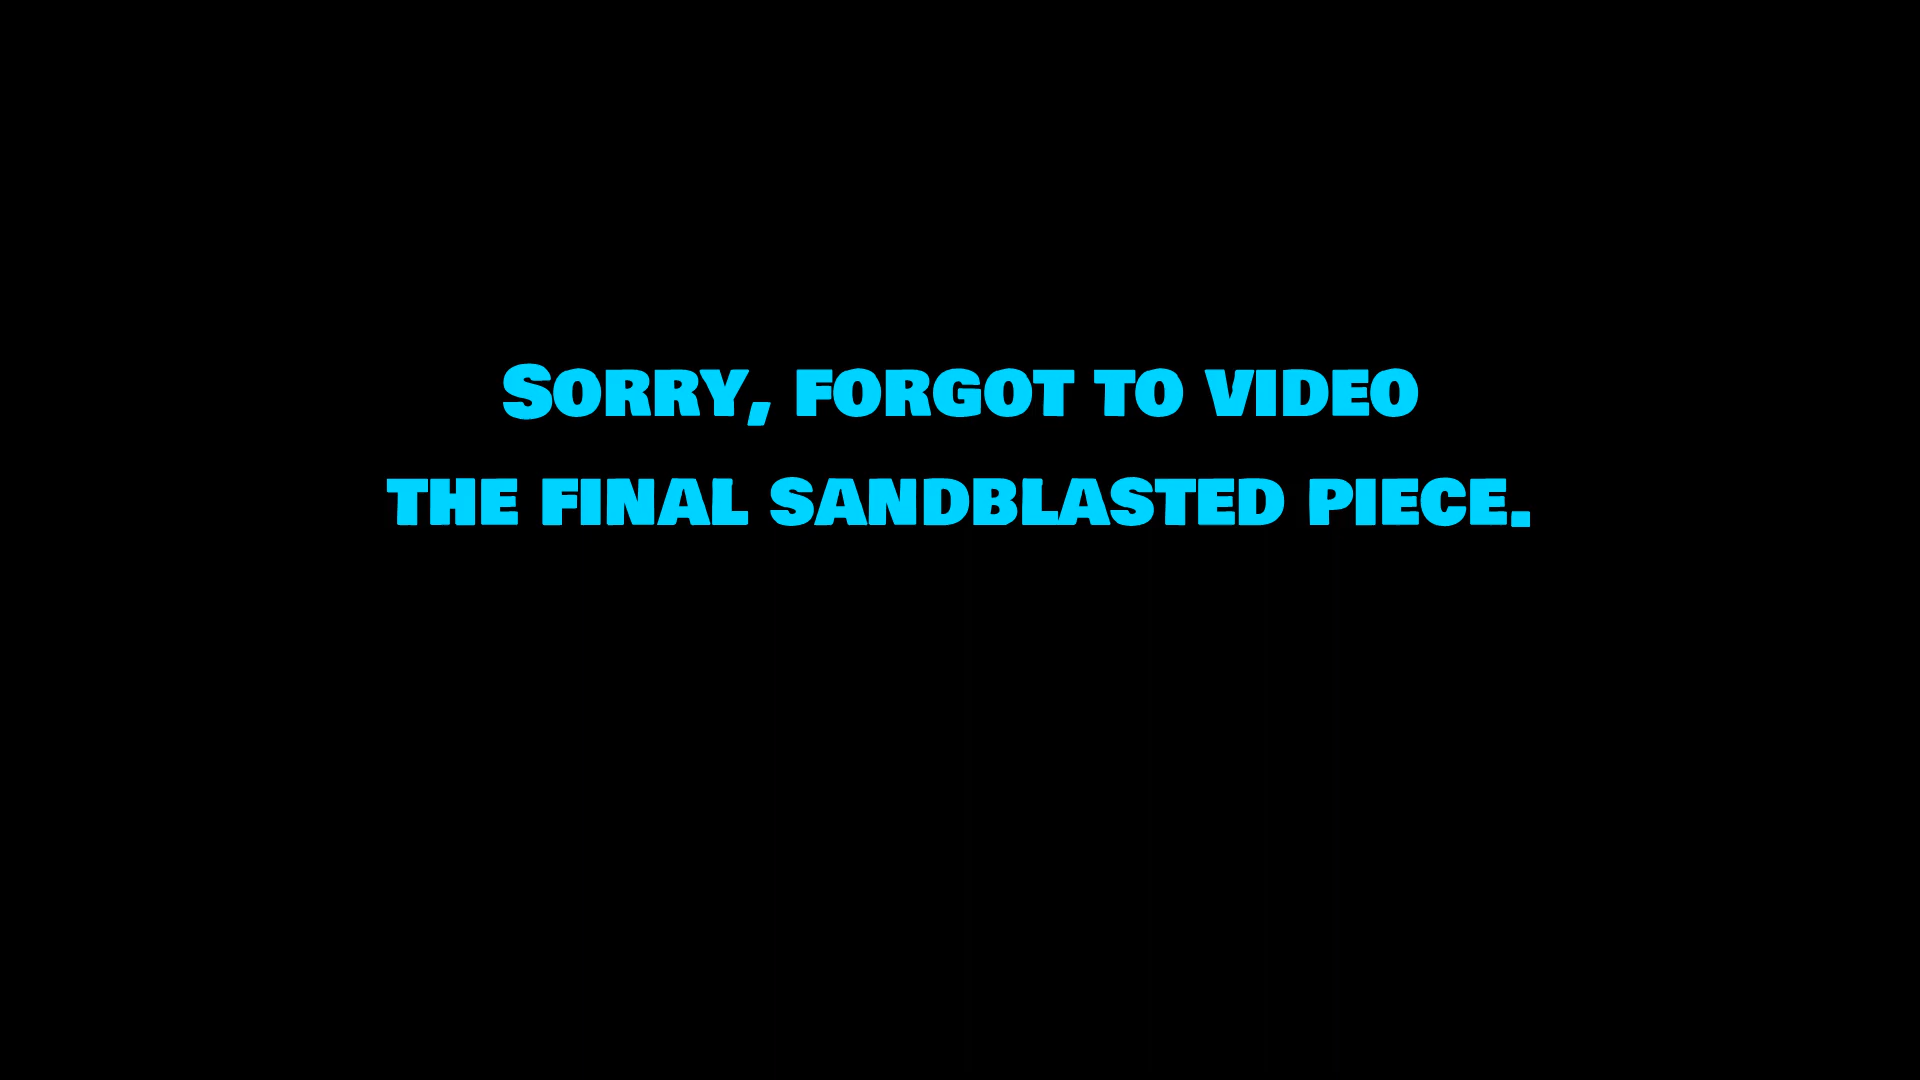 Sorry, forgot to video
the final sandblasted piece.